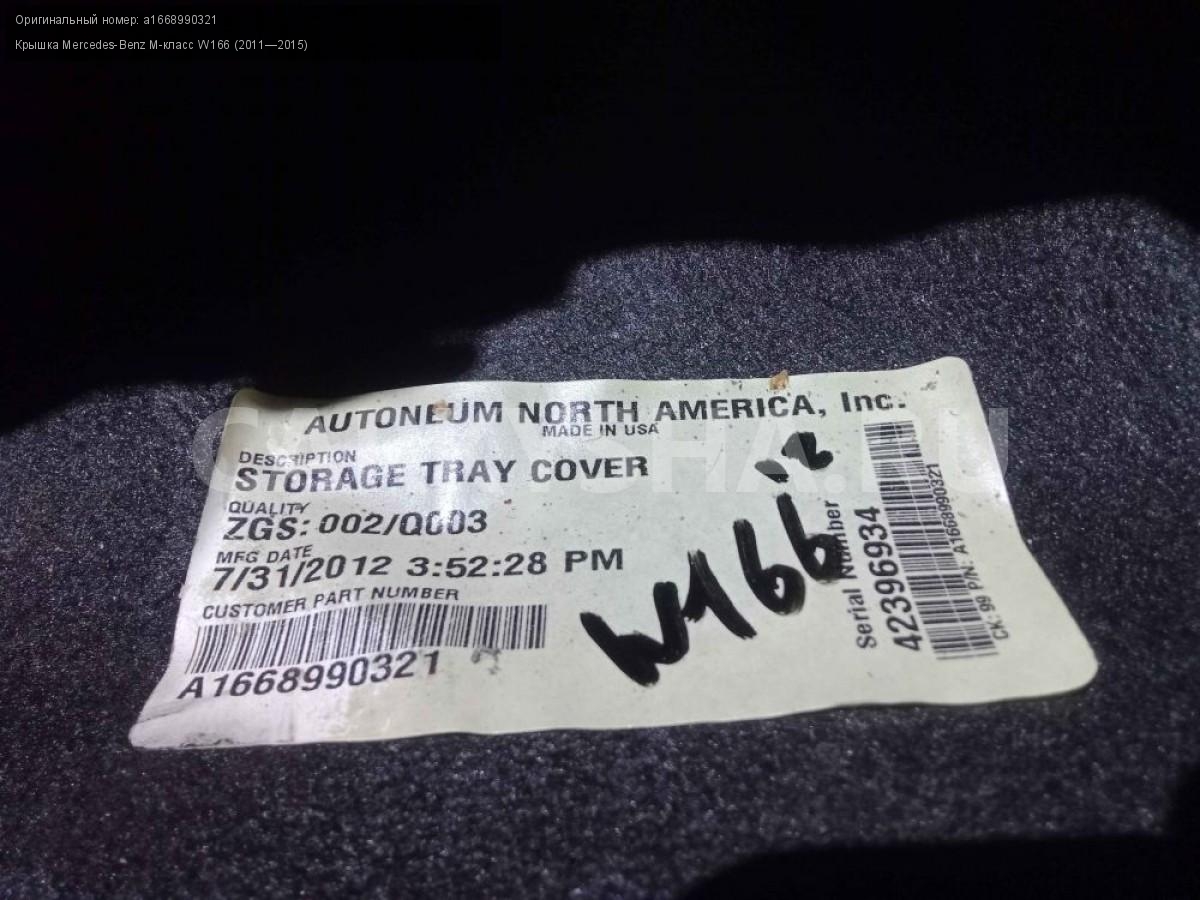 Оригинальный номер: a1668990321
Крышка Mercedes-Benz M-класс W166 (2011—2015)
AUTONEUM NORTH AMERICA, Inc.
MADE IN USA
DESCRIPTION
STORAGE TRAY COVER
QUALITY
ZGS: 002/Q003
MFG DATE
7/31/2012 3:52:28 PM
CUSTOMER PART NUMBER
A1668990321
W166 12
Serial Number
42396934
CK: 99 P/N: A1668990321